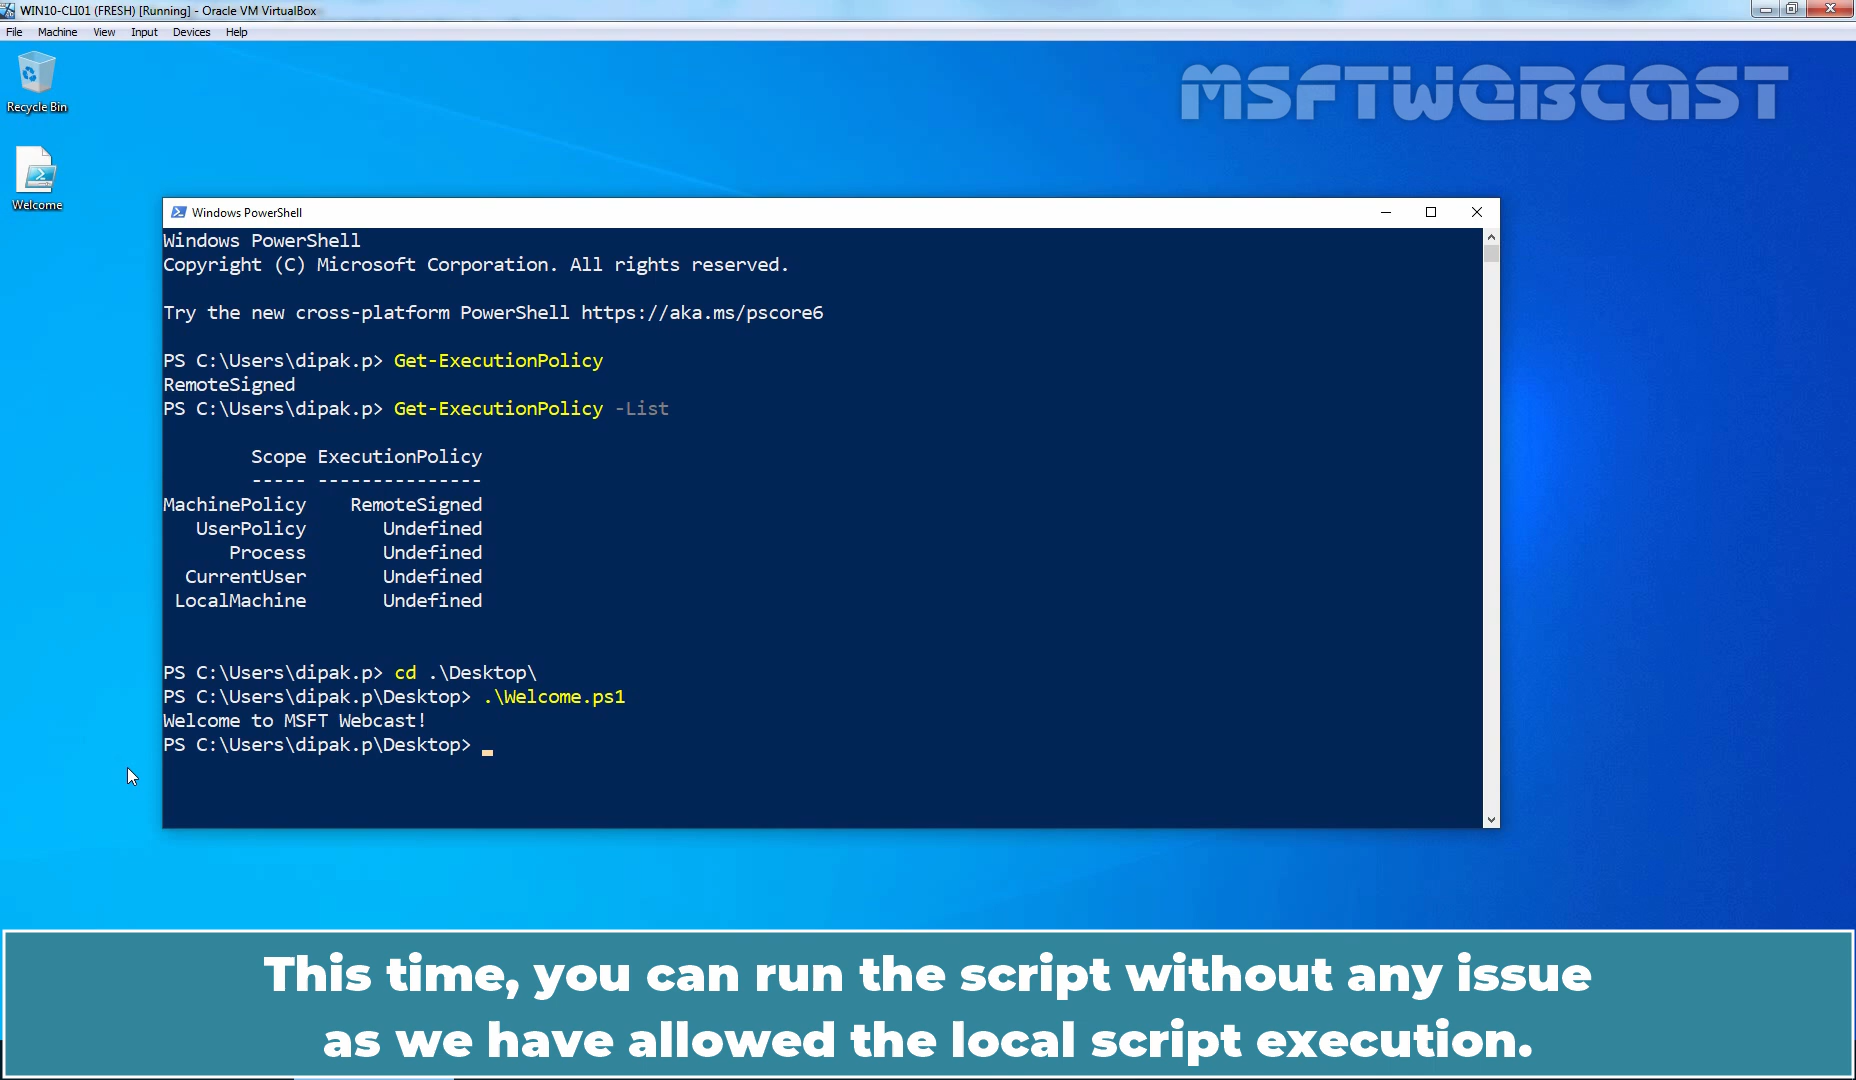 WIN10-CLI01 (FRESH) [Running] - Oracle VM VirtualBox
File Machine View Input Devices Help
MSFTWEBCAST
Recycle Bin
Welcome
Windows PowerShell
Windows PowerShell
Copyright (C) Microsoft Corporation. All rights reserved.
Try the new cross-platform PowerShell https://aka.ms/pscore6
PS C:\Users\dipak.p> Get-ExecutionPolicy
RemoteSigned
PS C:\Users\dipak.p> Get-ExecutionPolicy -List
Scope ExecutionPolicy
----- ---------------
MachinePolicy RemoteSigned
UserPolicy Undefined
Process Undefined
CurrentUser Undefined
LocalMachine Undefined
PS C:\Users\dipak.p> cd .\Desktop\
PS C:\Users\dipak.p\Desktop> .\Welcome.ps1
Welcome to MSFT Webcast!
PS C:\Users\dipak.p\Desktop> _
This time, you can run the script without any issue
as we have allowed the local script execution.